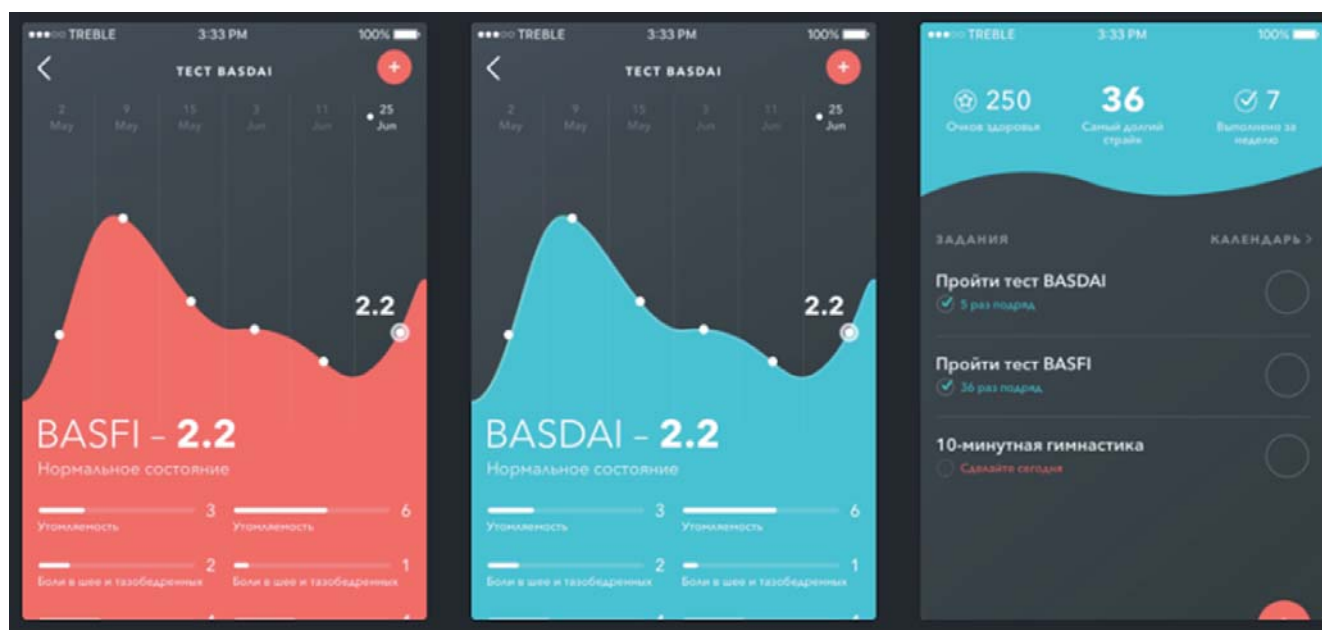 TREBLE 3:33 PM 100%
ТЕСТ BASDAI
+
2 9 15 3 11 25
May May May Jun Jun Jun
2.2
BASFI – 2.2
Нормальное состояние
3 6
Утомляемость Утомляемость
2 1
Боли в шее и тазобедренных Боли в шее и тазобедренных
TREBLE 3:33 PM 100%
ТЕСТ BASDAI
+
2 9 15 3 11 25
May May May Jun Jun Jun
2.2
BASDAI – 2.2
Нормальное состояние
3 6
Утомляемость Утомляемость
2 1
Боли в шее и тазобедренных Боли в шее и тазобедренных
TREBLE 3:33 PM 100%
250 36 7
Очков здоровья Самый долгий Выполнено за
страйк неделю
ЗАДАНИЯ КАЛЕНДАРЬ >
Пройти тест BASDAI
5 раз подряд
Пройти тест BASFI
36 раз подряд
10-минутная гимнастика
Сделайте сегодня